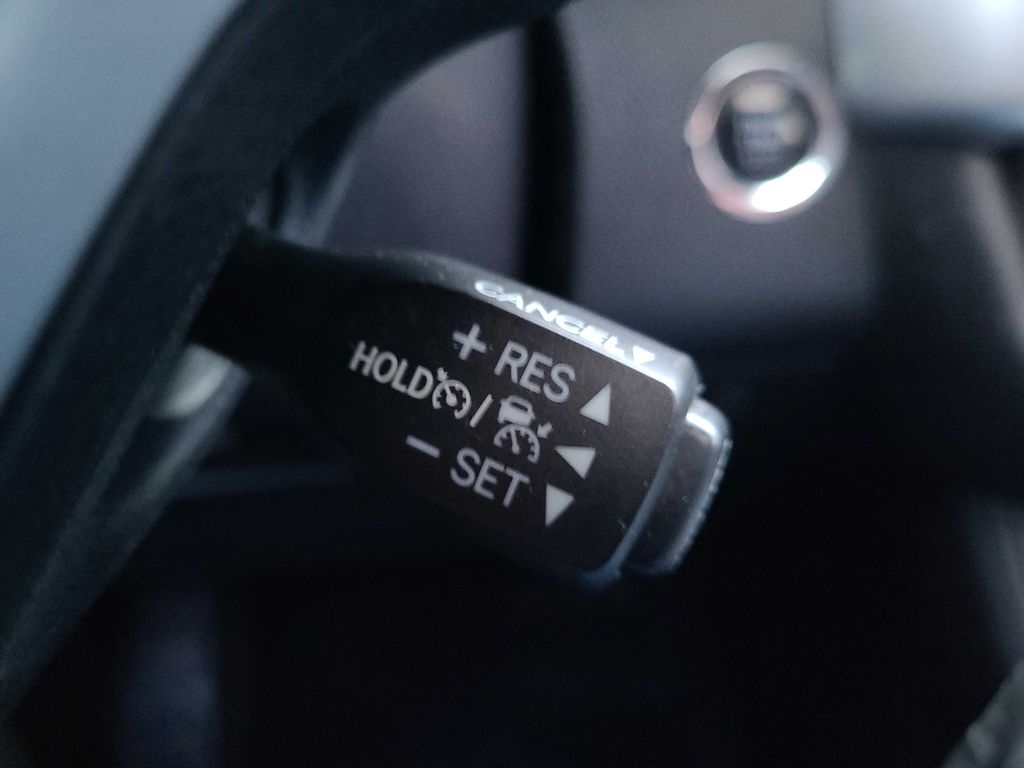 CANCEL▼
+ RES ▲
HOLD / ◀
− SET ▼